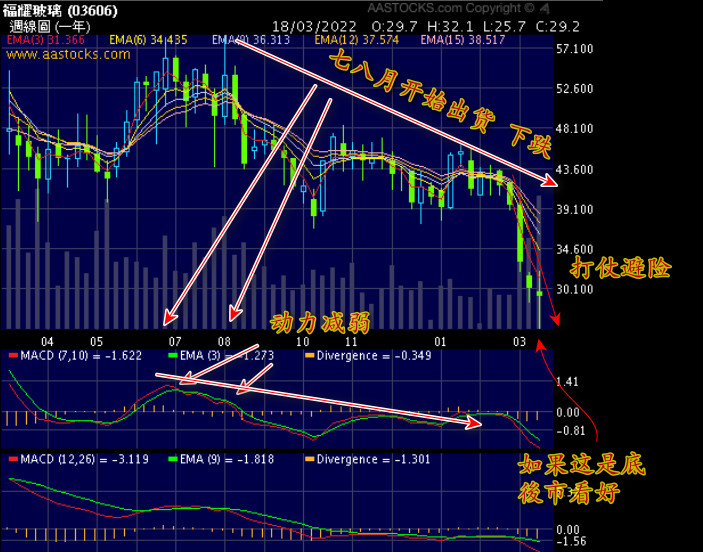 福耀玻璃 (03606)
AASTOCKS.com Copyright ©
週線圖 (一年)
18/03/2022 O:29.7 H:32.1 L:25.7 C:29.2
EMA(3) 31.366 EMA(6) 34.435 EMA(9) 36.313 EMA(12) 37.574 EMA(15) 38.517
www.aastocks.com
57.100
七八月开始出货 下跌
52.600
48.100
43.600
39.100
34.600
打仗避险
30.100
动力减弱
04 05 07 08 10 11 01 03
MACD (7,10) = -1.622 EMA (3) = -1.273 Divergence = -0.349
1.41
0.00
-0.81
MACD (12,26) = -3.119 EMA (9) = -1.818 Divergence = -1.301
如果这是底
後市看好
0.00
-1.56